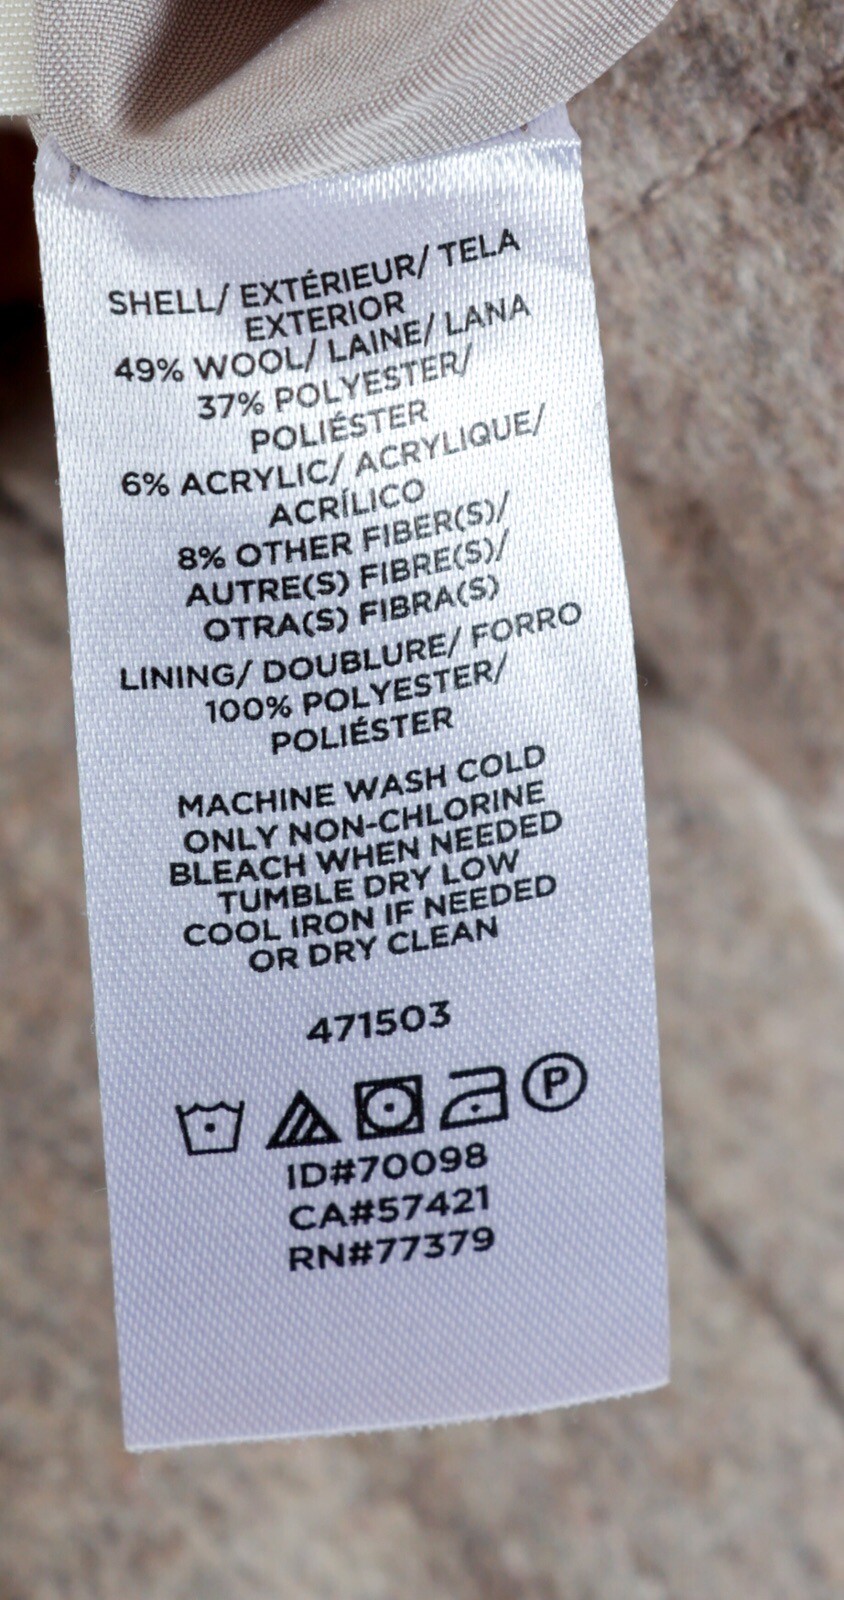 SHELL/ EXTÉRIEUR/ TELA
EXTERIOR
49% WOOL/ LAINE/ LANA
37% POLYESTER/
POLIÉSTER
6% ACRYLIC/ ACRYLIQUE/
ACRÍLICO
8% OTHER FIBER(S)/
AUTRE(S) FIBRE(S)/
OTRA(S) FIBRA(S)
LINING/ DOUBLURE/ FORRO
100% POLYESTER/
POLIÉSTER
MACHINE WASH COLD
ONLY NON-CHLORINE
BLEACH WHEN NEEDED
TUMBLE DRY LOW
COOL IRON IF NEEDED
OR DRY CLEAN
471503
P
ID#70098
CA#57421
RN#77379